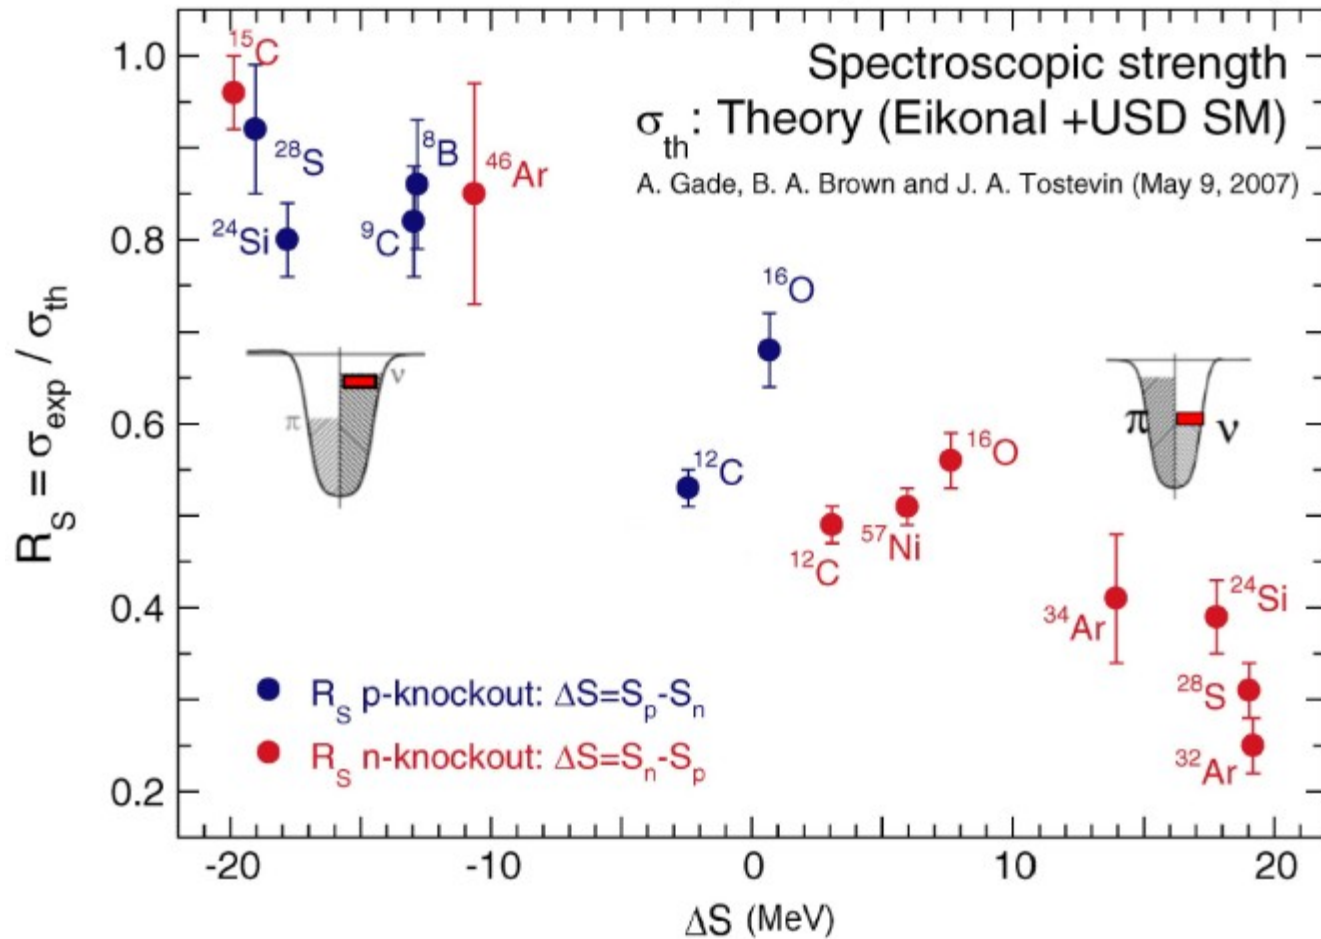 Spectroscopic strength
σth: Theory (Eikonal +USD SM)
A. Gade, B. A. Brown and J. A. Tostevin (May 9, 2007)
RS = σexp / σth
1.0
0.8
0.6
0.4
0.2
15C
28S
24Si
8B
9C
46Ar
16O
12C
12C
57Ni
16O
34Ar
24Si
28S
32Ar
π
ν
π
ν
RS p-knockout: ΔS=Sp-Sn
RS n-knockout: ΔS=Sn-Sp
-20
-10
0
10
20
ΔS (MeV)